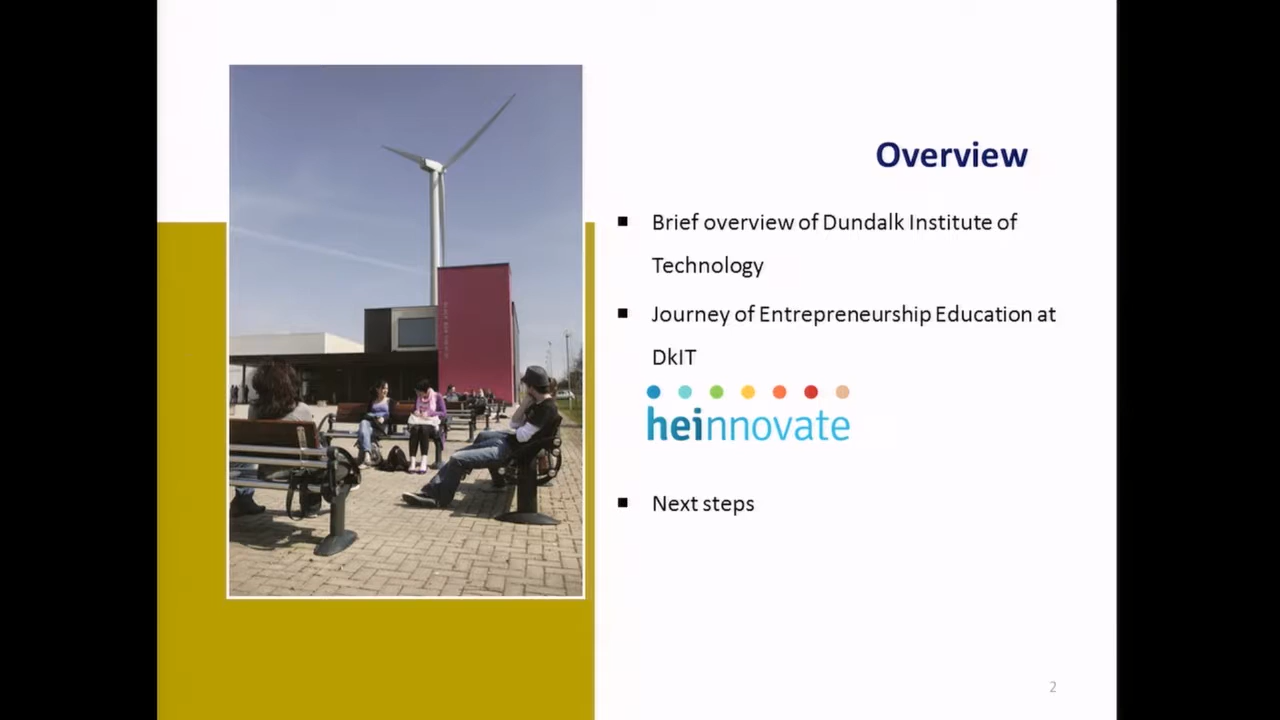 Overview
▪ Brief overview of Dundalk Institute of
Technology
▪ Journey of Entrepreneurship Education at
DkIT
heinnovate
▪ Next steps
2